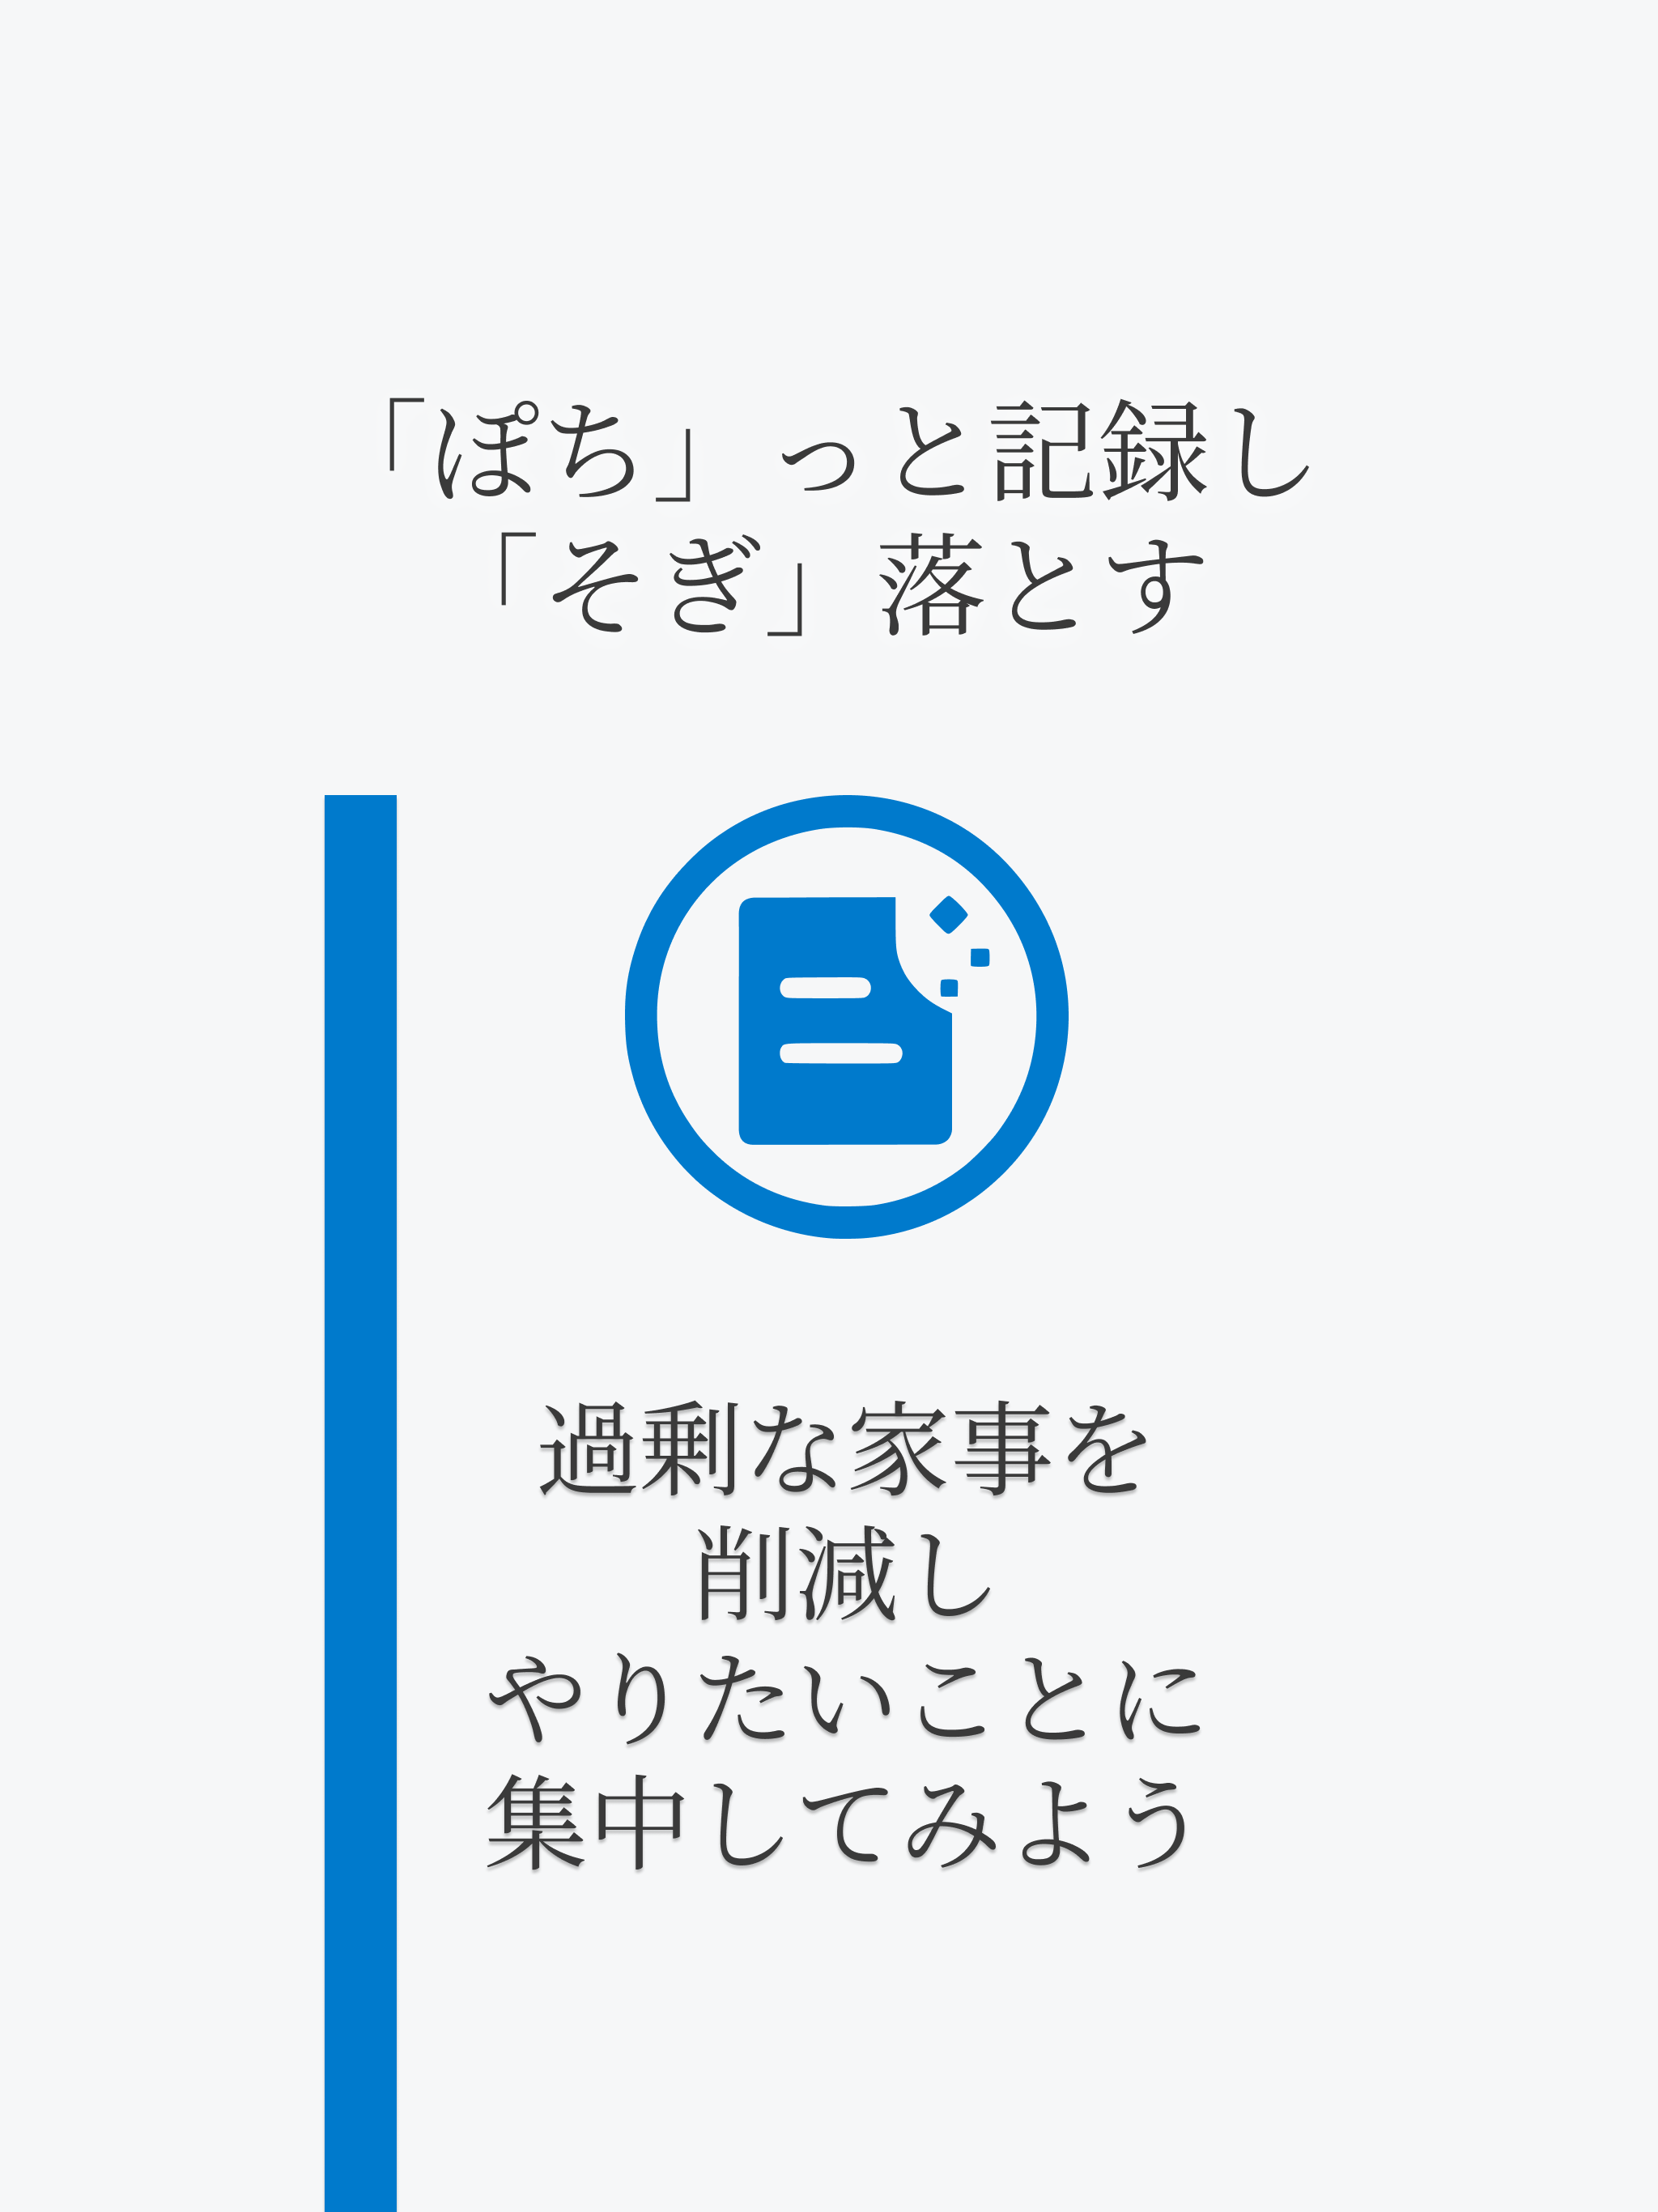 「ぽち」っと記録し
「そぎ」落とす
過剰な家事を
削減し
やりたいことに
集中してみよう